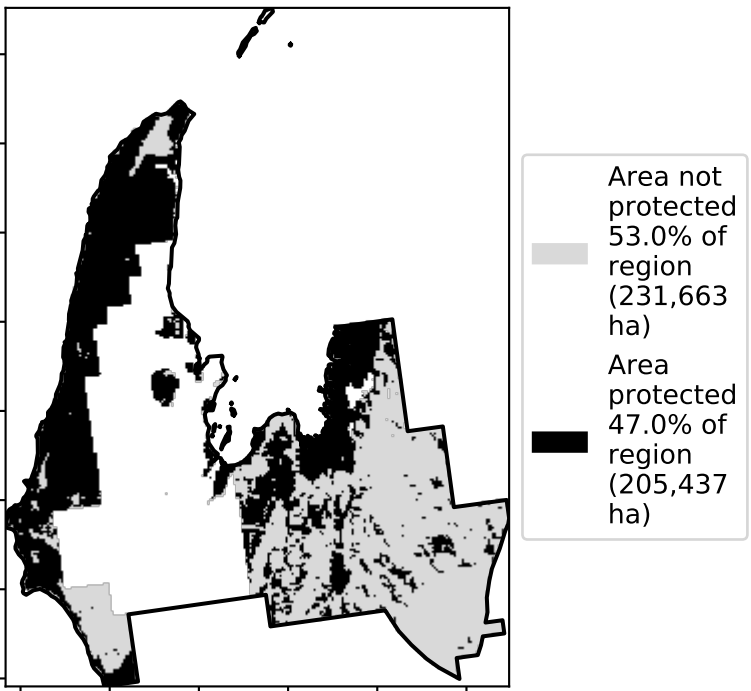 Area not
protected
53.0% of
region
(231,663
ha)
Area
protected
47.0% of
region
(205,437
ha)